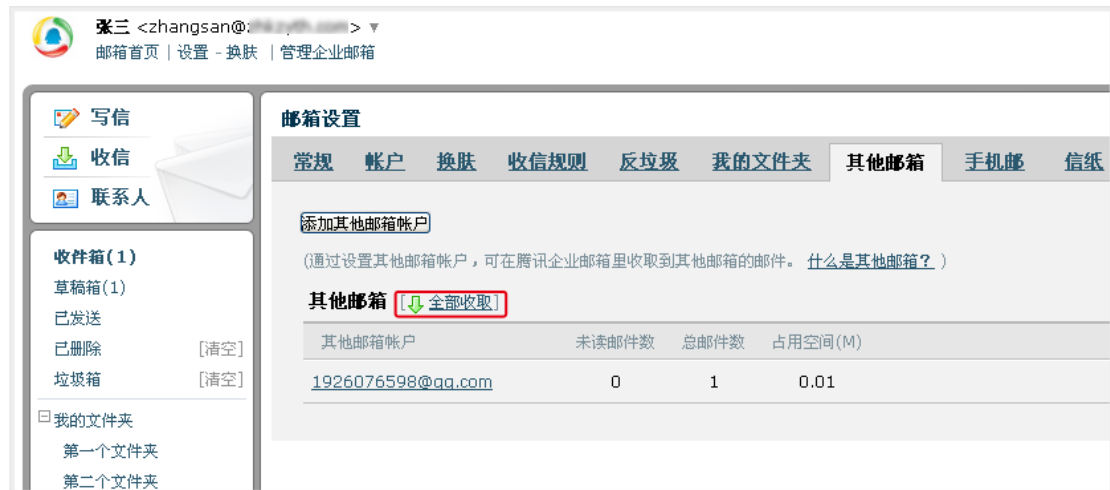 张三 <zhangsan@ > ▼
邮箱首页 | 设置 - 换肤 | 管理企业邮箱
写信
收信
联系人
收件箱(1)
草稿箱(1)
已发送
已删除 [清空]
垃圾箱 [清空]
我的文件夹
第一个文件夹
第二个文件夹
邮箱设置
常规 帐户 换肤 收信规则 反垃圾 我的文件夹 其他邮箱 手机邮 信纸
添加其他邮箱帐户
(通过设置其他邮箱帐户，可在腾讯企业邮箱里收取到其他邮箱的邮件。 什么是其他邮箱？ )
其他邮箱 [全部收取]
其他邮箱帐户 未读邮件数 总邮件数 占用空间(M)
1926076598@qq.com 0 1 0.01